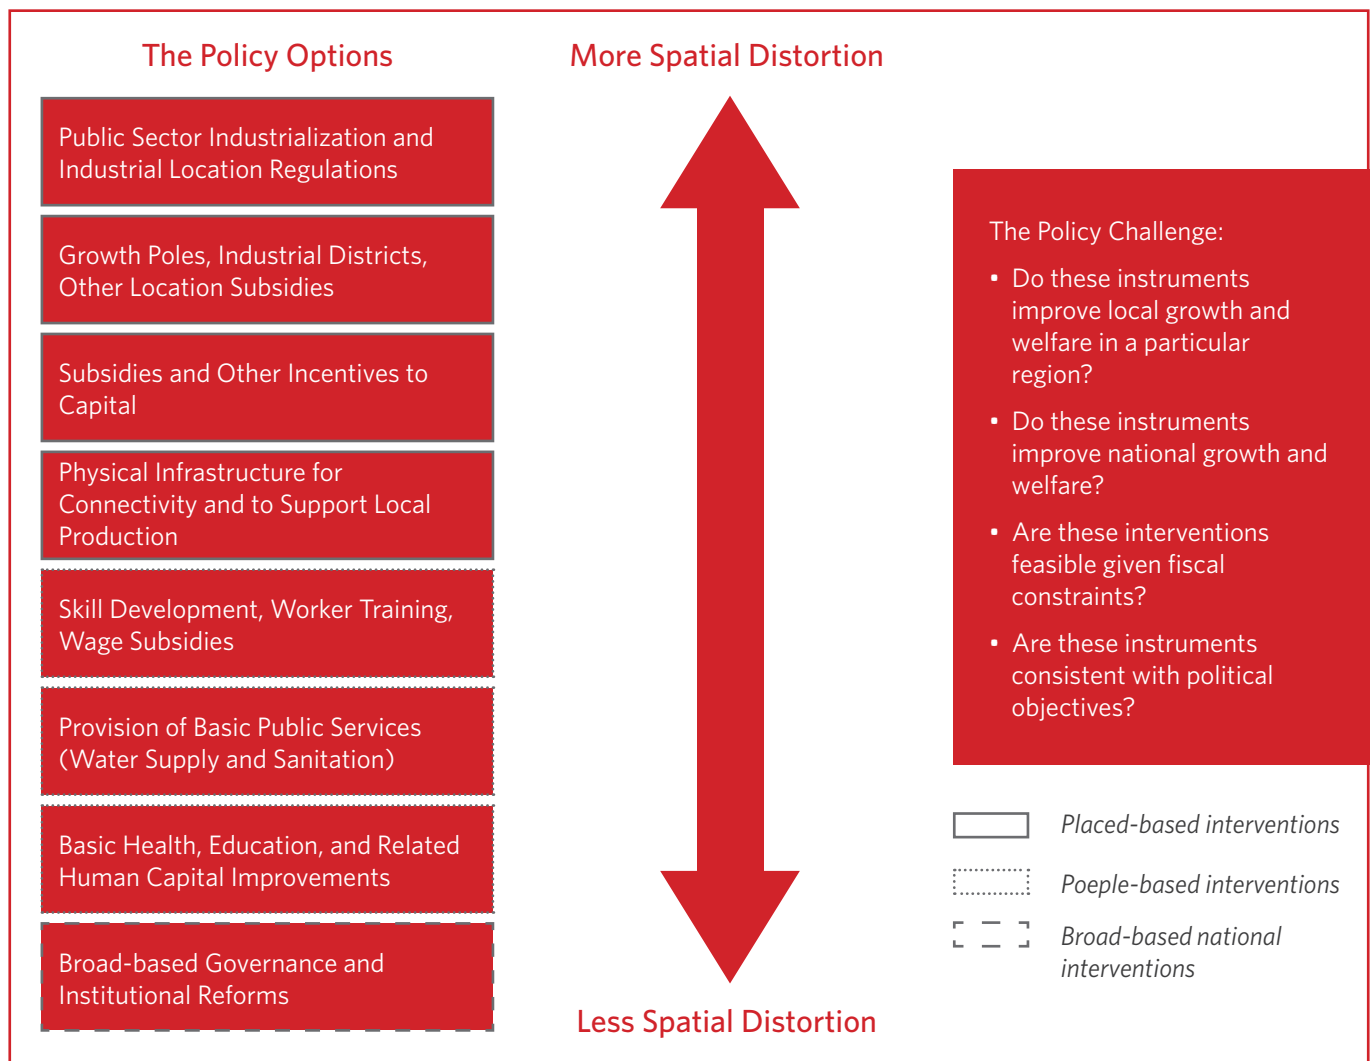 The Policy Options
Public Sector Industrialization and
Industrial Location Regulations
Growth Poles, Industrial Districts,
Other Location Subsidies
Subsidies and Other Incentives to
Capital
Physical Infrastructure for
Connectivity and to Support Local
Production
Skill Development, Worker Training,
Wage Subsidies
Provision of Basic Public Services
(Water Supply and Sanitation)
Basic Health, Education, and Related
Human Capital Improvements
Broad-based Governance and
Institutional Reforms
More Spatial Distortion
Less Spatial Distortion
The Policy Challenge:
• Do these instruments
improve local growth and
welfare in a particular
region?
• Do these instruments
improve national growth and
welfare?
• Are these interventions
feasible given fiscal
constraints?
• Are these instruments
consistent with political
objectives?
Placed-based interventions
Poeple-based interventions
Broad-based national
interventions